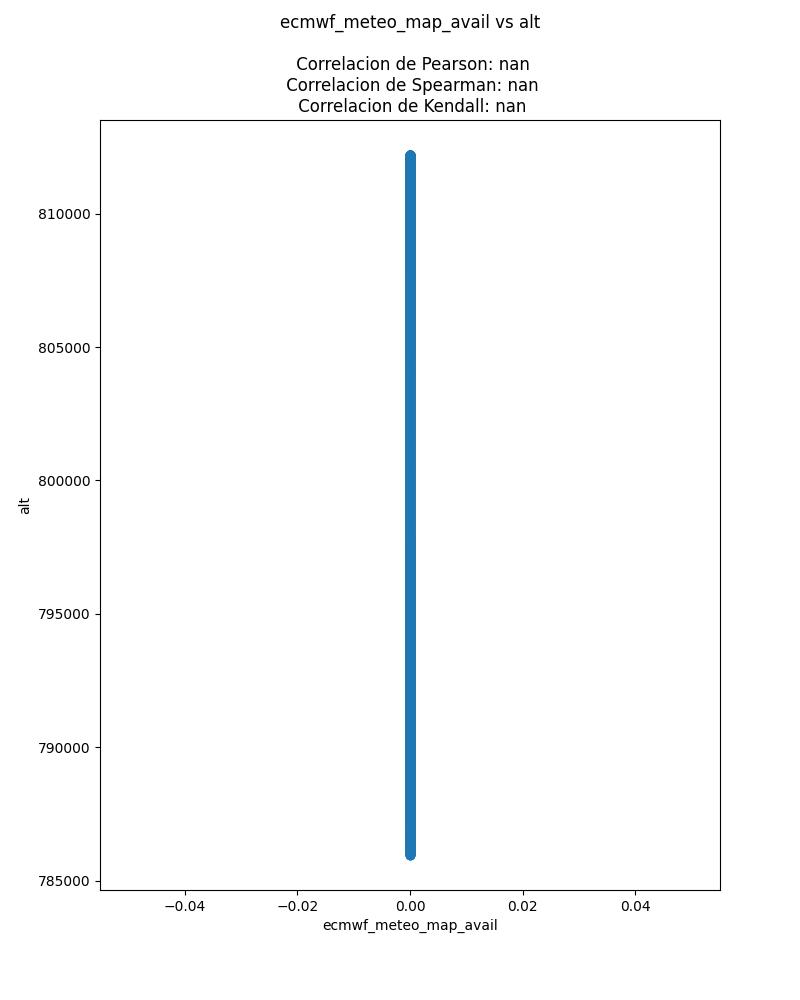 ecmwf_meteo_map_avail vs alt
Correlacion de Pearson: nan
Correlacion de Spearman: nan
Correlacion de Kendall: nan
810000
805000
800000
795000
790000
785000
alt
−0.04
−0.02
0.00
0.02
0.04
ecmwf_meteo_map_avail